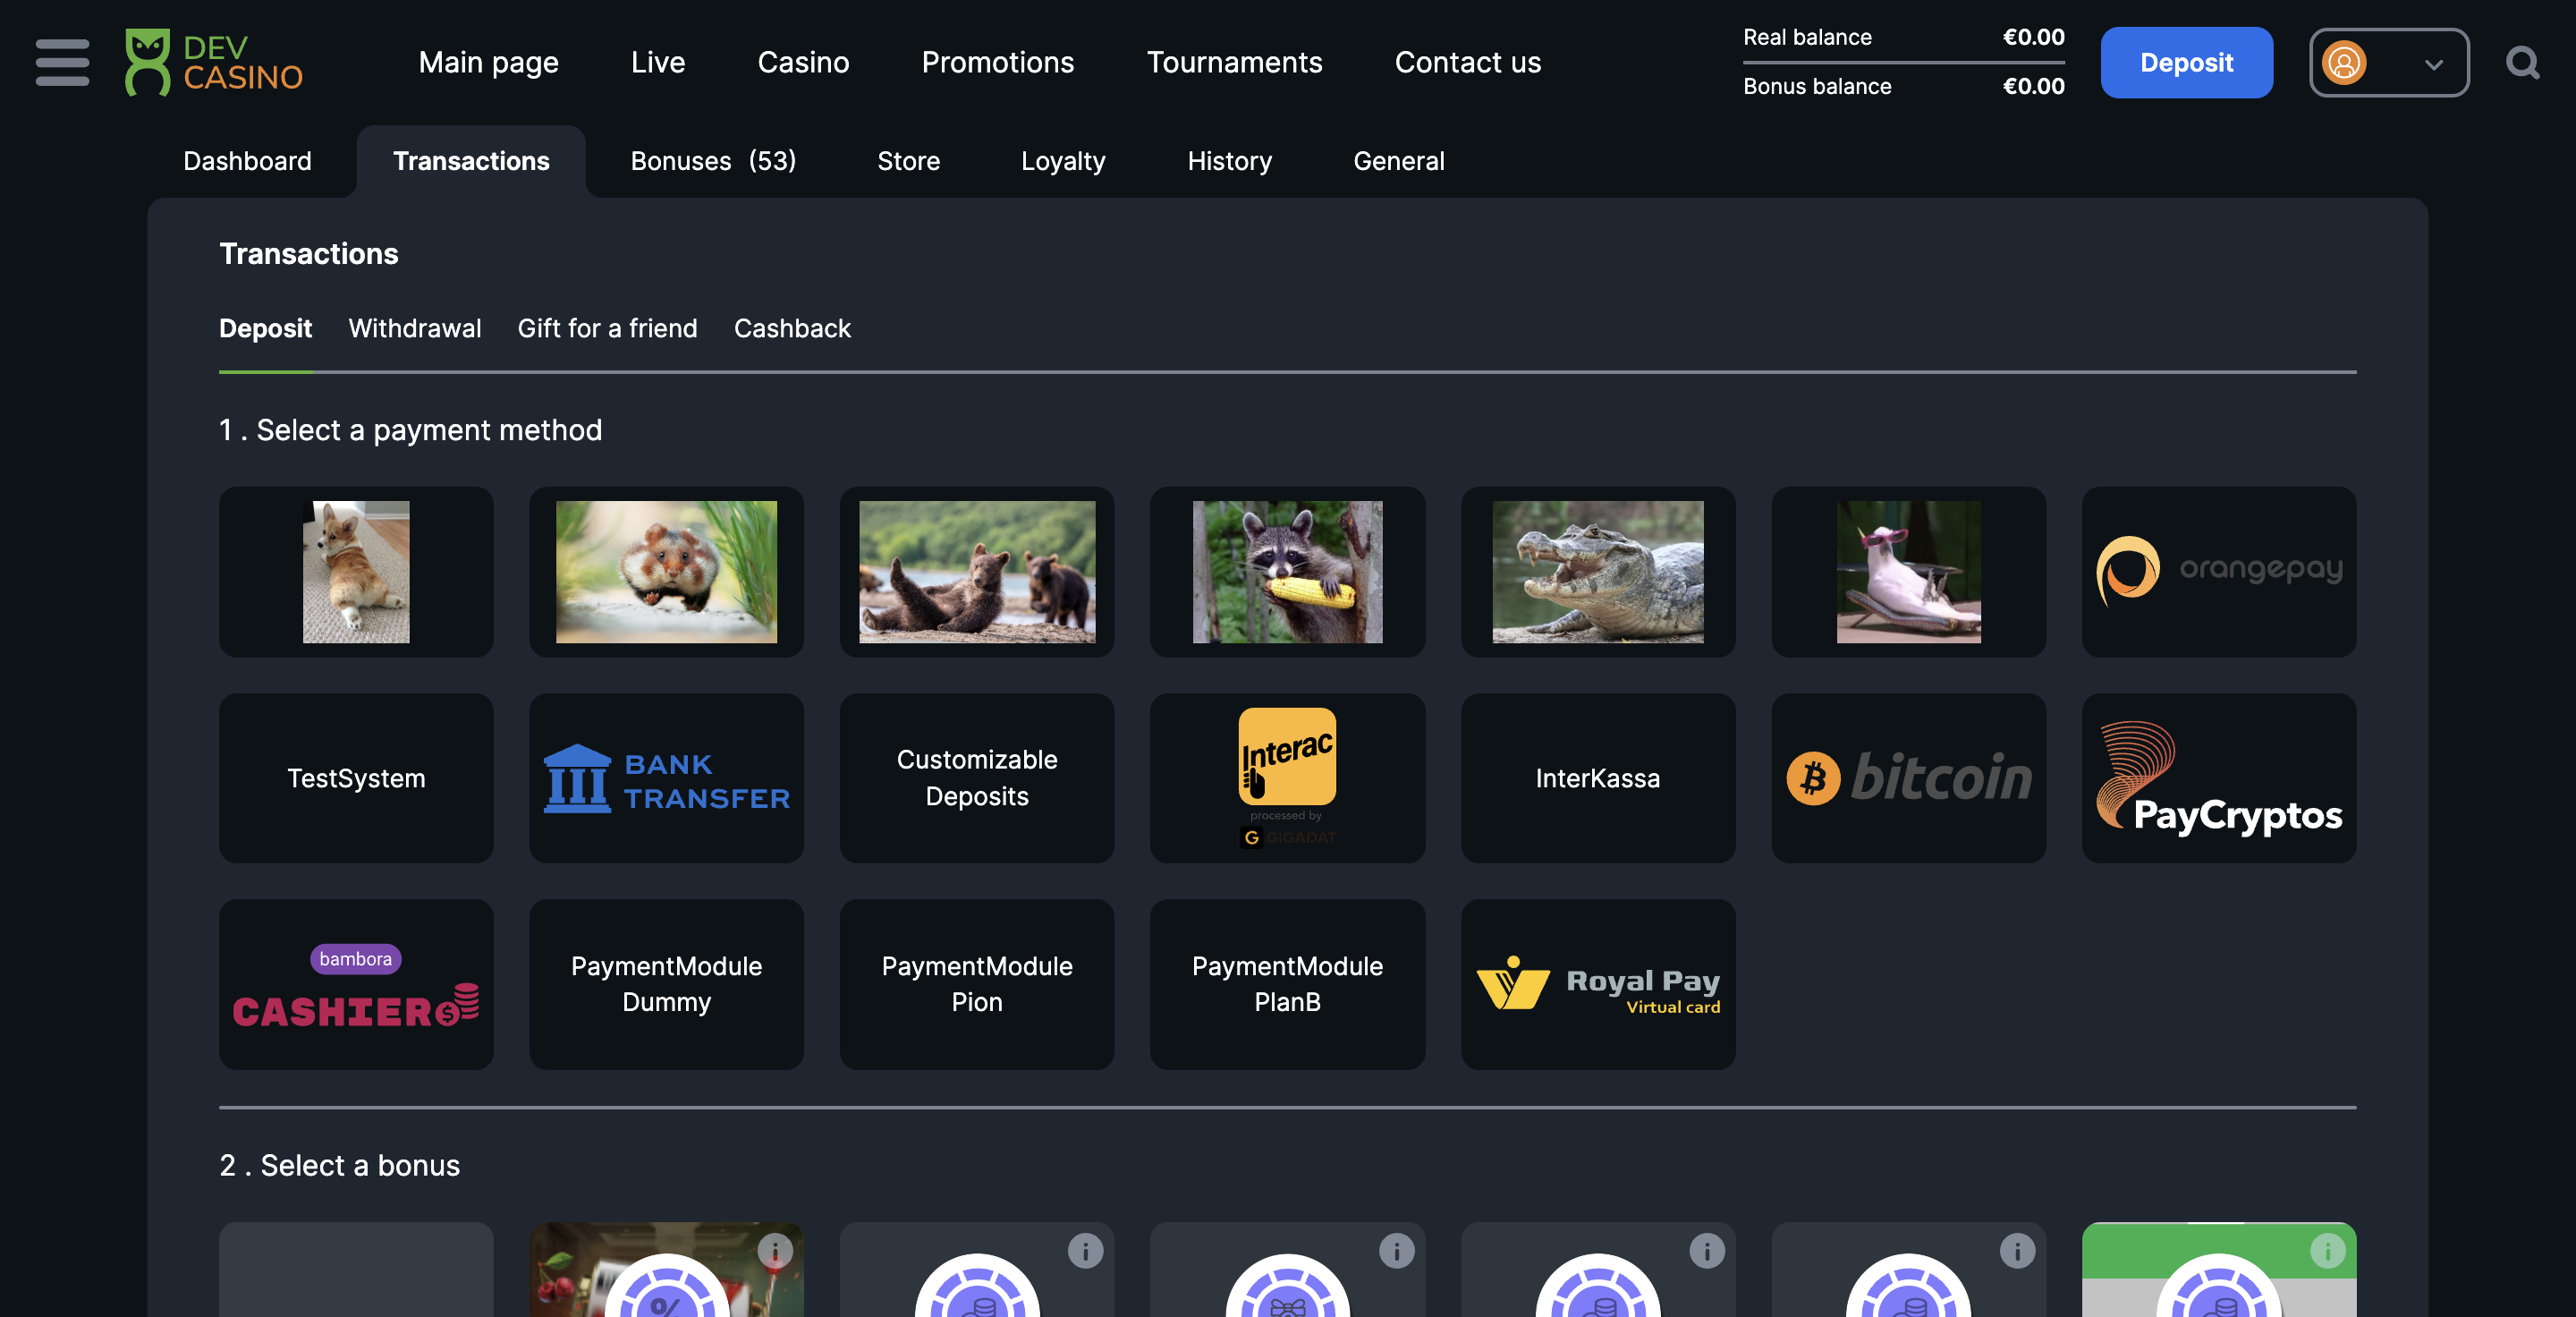 DEV
CASINO
Main page
Live
Casino
Promotions
Tournaments
Contact us
Real balance €0.00
Bonus balance €0.00
Deposit
Dashboard
Transactions
Bonuses (53)
Store
Loyalty
History
General
Transactions
Deposit
Withdrawal
Gift for a friend
Cashback
1 . Select a payment method
orangepay
TestSystem
BANK
TRANSFER
Customizable
Deposits
Interac
processed by
G GIGADAT
InterKassa
bitcoin
PayCryptos
bambora
CASHIER
PaymentModule
Dummy
PaymentModule
Pion
PaymentModule
PlanB
Royal Pay
Virtual card
2 . Select a bonus